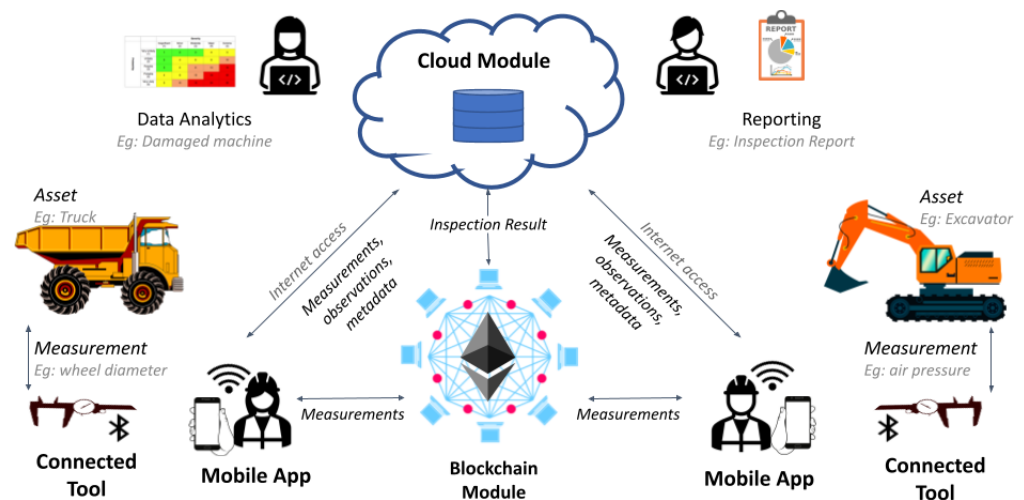 Cloud Module
REPORT
</>
</>
Data Analytics
Eg: Damaged machine
Reporting
Eg: Inspection Report
Asset
Eg: Truck
Asset
Eg: Excavator
Inspection Result
Internet access
Measurements,
observations,
metadata
Internet access
Measurements,
observations,
metadata
Measurement
Eg: wheel diameter
Measurement
Eg: air pressure
Measurements
Measurements
Connected
Tool
Mobile App
Blockchain
Module
Mobile App
Connected
Tool